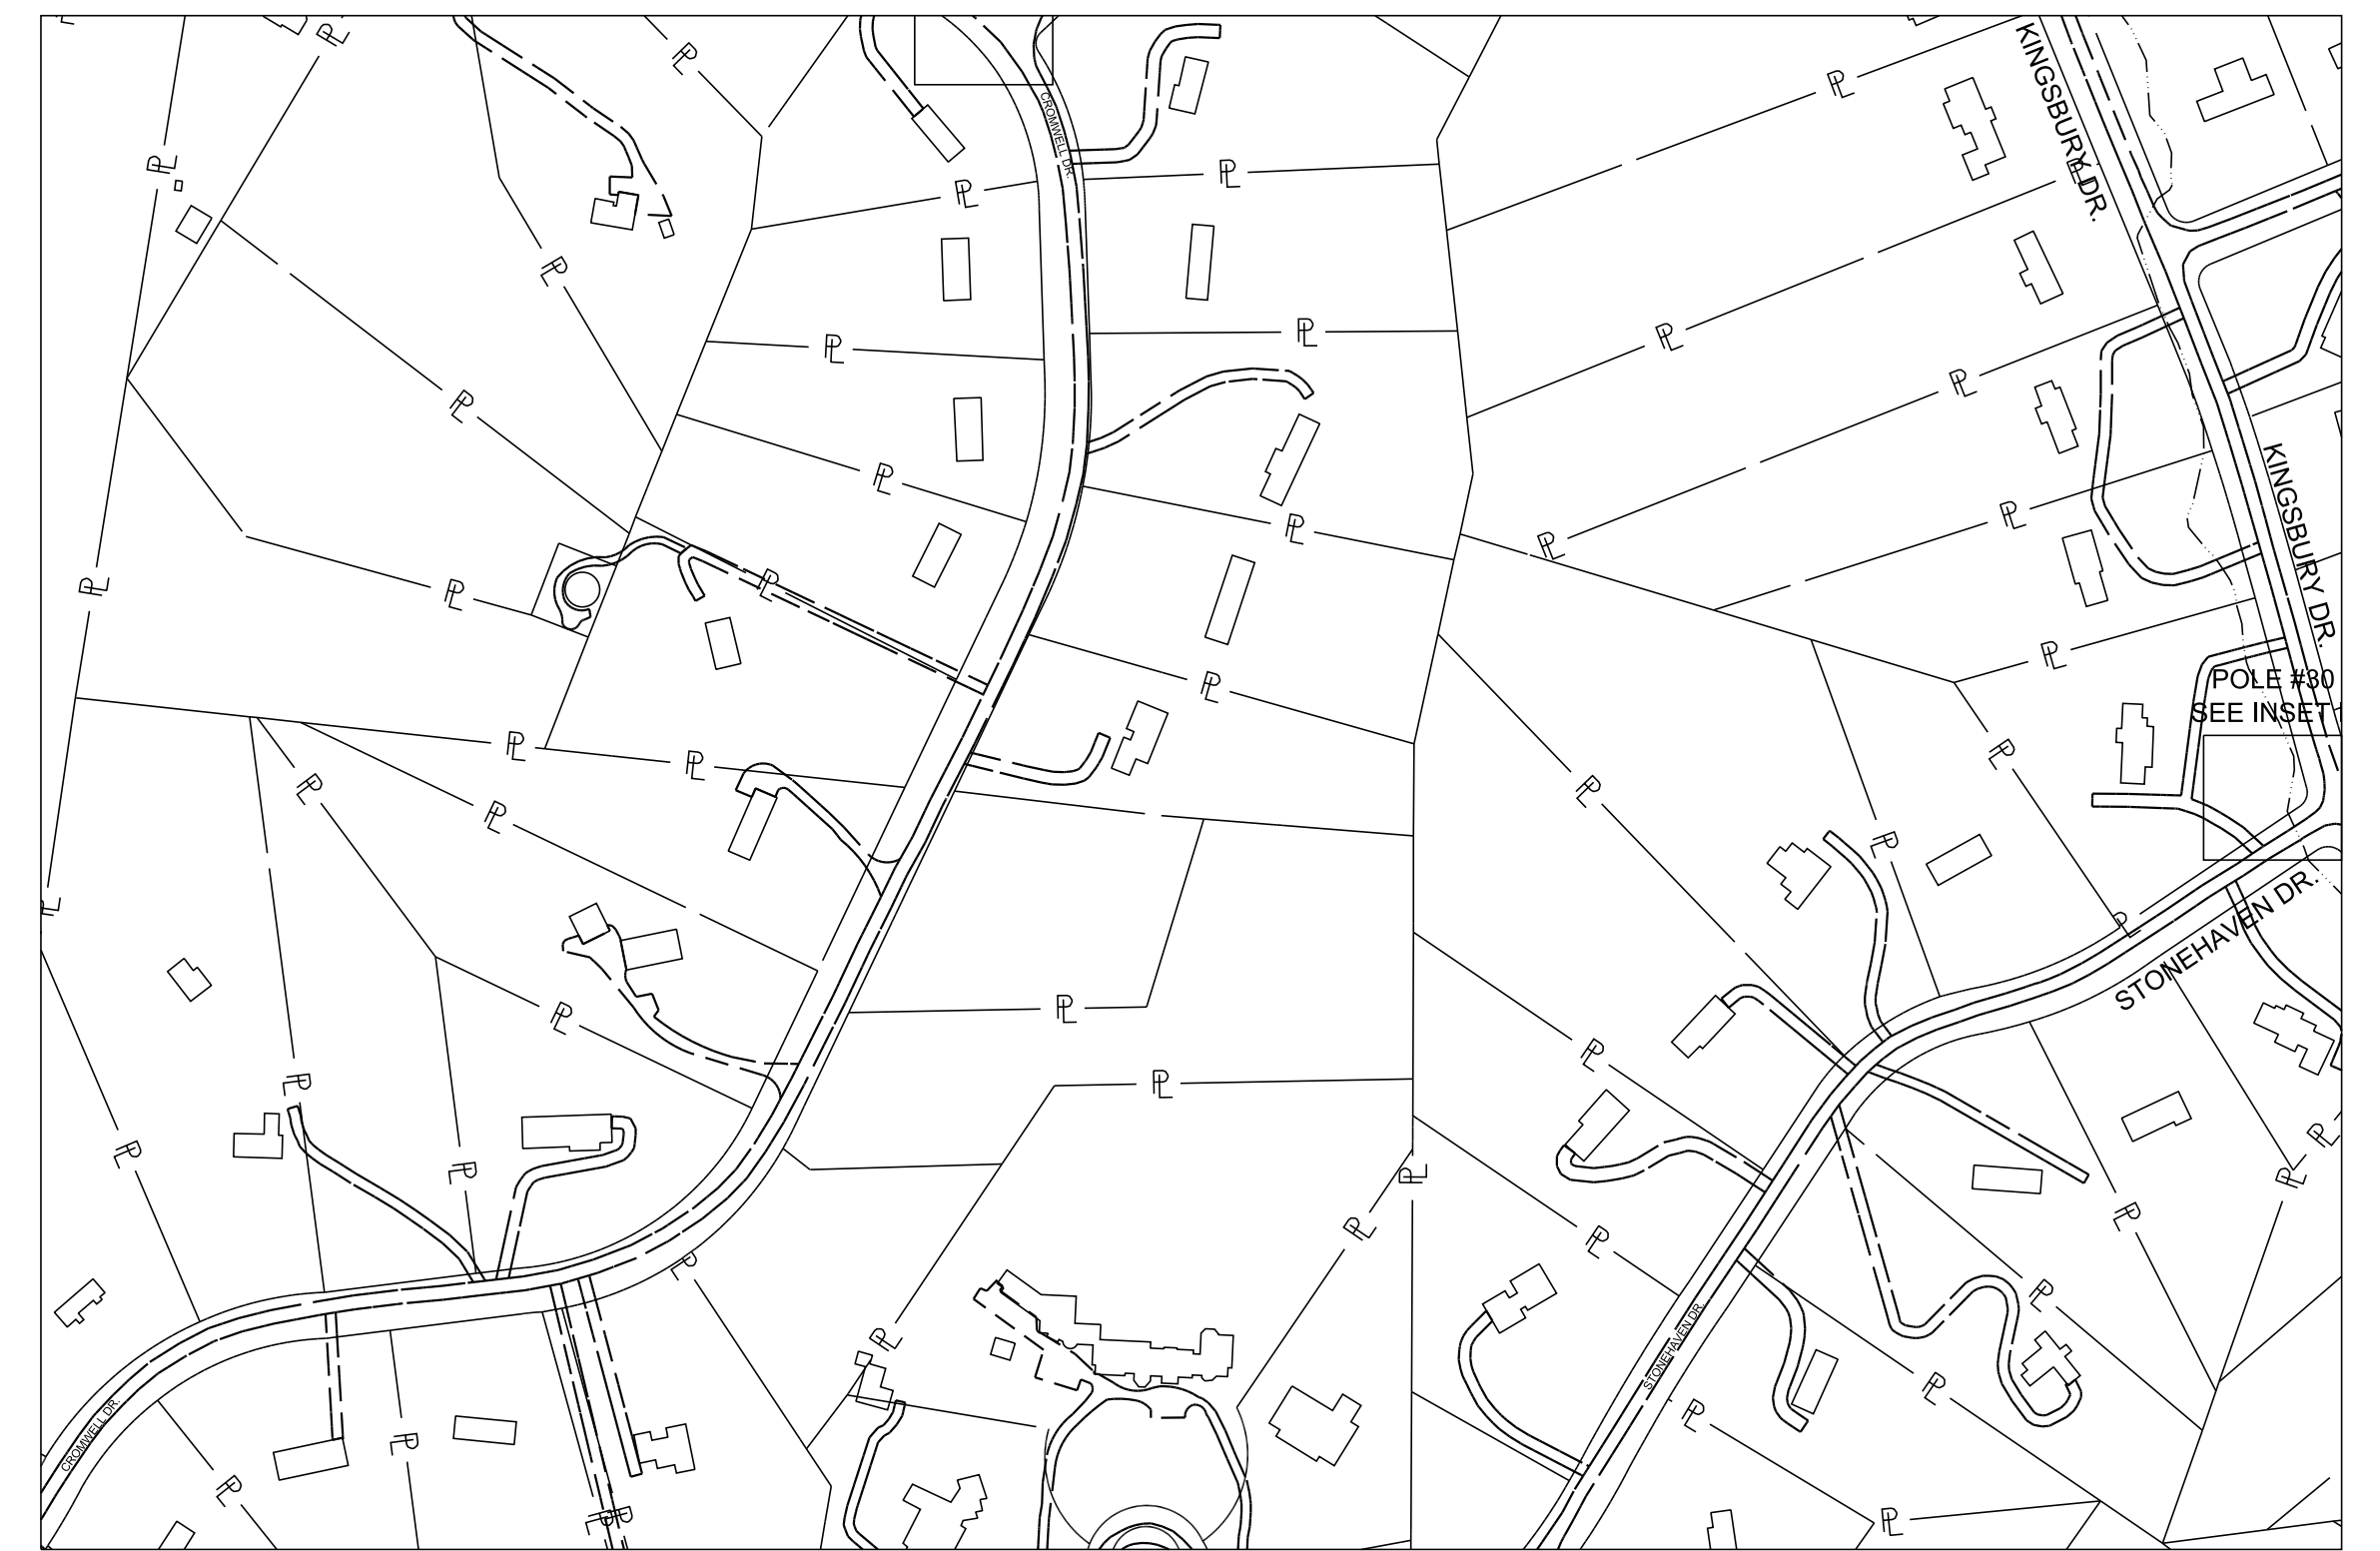 CROMWELL DR.
KINGSBURY DR.
KINGSBURY DR.
POLE #30
SEE INSET
STONEHAVEN DR.
STONEHAVEN DR.
CROMWELL DR.